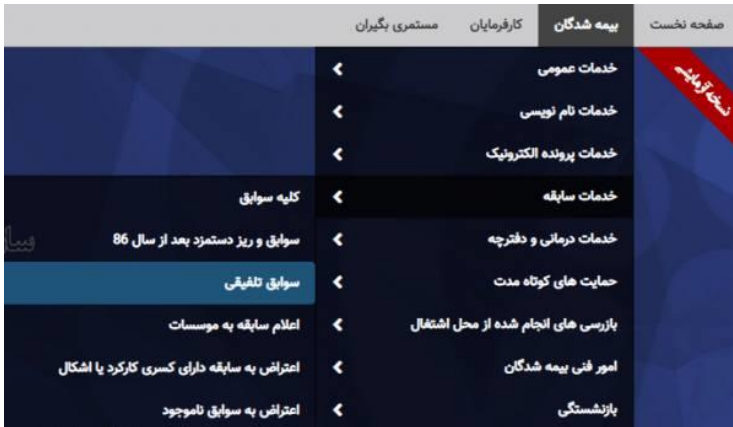 صفحه نخست
بیمه شدگان
کارفرمایان
مستمری بگیران
نسخه آزمایشی
خدمات عمومی
خدمات نام نویسی
خدمات پرونده الکترونیک
خدمات سابقه
خدمات درمانی و دفترچه
حمایت های کوتاه مدت
بازرسی های انجام شده از محل اشتغال
امور فنی بیمه شدگان
بازنشستگی
کلیه سوابق
سوابق و ریز دستمزد بعد از سال 86
سوابق تلفیقی
اعلام سابقه به موسسات
اعتراض به سابقه دارای کسری کارکرد یا اشکال
اعتراض به سوابق ناموجود